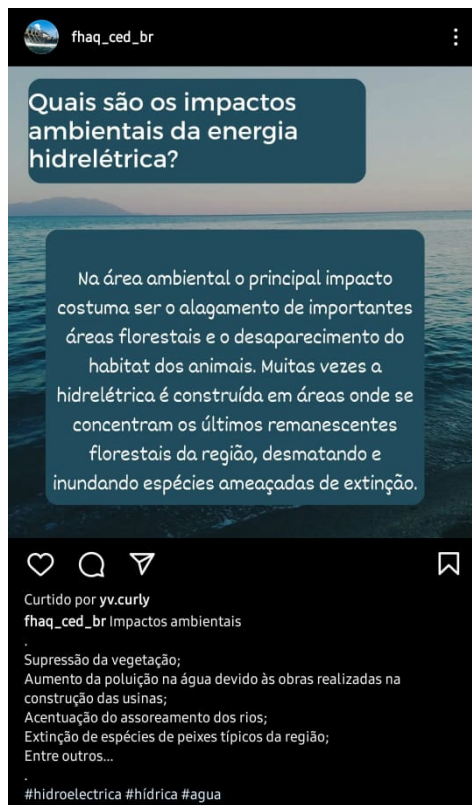 fhaq_ced_br
Quais são os impactos
ambientais da energia
hidrelétrica?
Na área ambiental o principal impacto
costuma ser o alagamento de importantes
áreas florestais e o desaparecimento do
habitat dos animais. Muitas vezes a
hidrelétrica é construída em áreas onde se
concentram os últimos remanescentes
florestais da região, desmatando e
inundando espécies ameaçadas de extinção.
Curtido por yv.curly
fhaq_ced_br Impactos ambientais
.
Supressão da vegetação;
Aumento da poluição na água devido às obras realizadas na
construção das usinas;
Acentuação do assoreamento dos rios;
Extinção de espécies de peixes típicos da região;
Entre outros...
.
#hidroelectrica #hídrica #agua